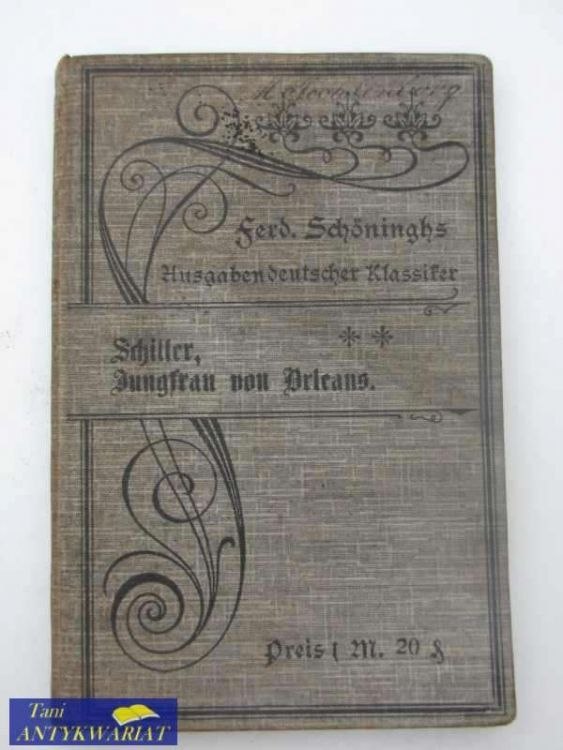 Ferd. Schöninghs
Ausgaben deutscher Klassiker
Schiller, **
Jungfrau von Orleans.
Preis 1 M. 20 ₰
Tani
ANTYKWARIAT